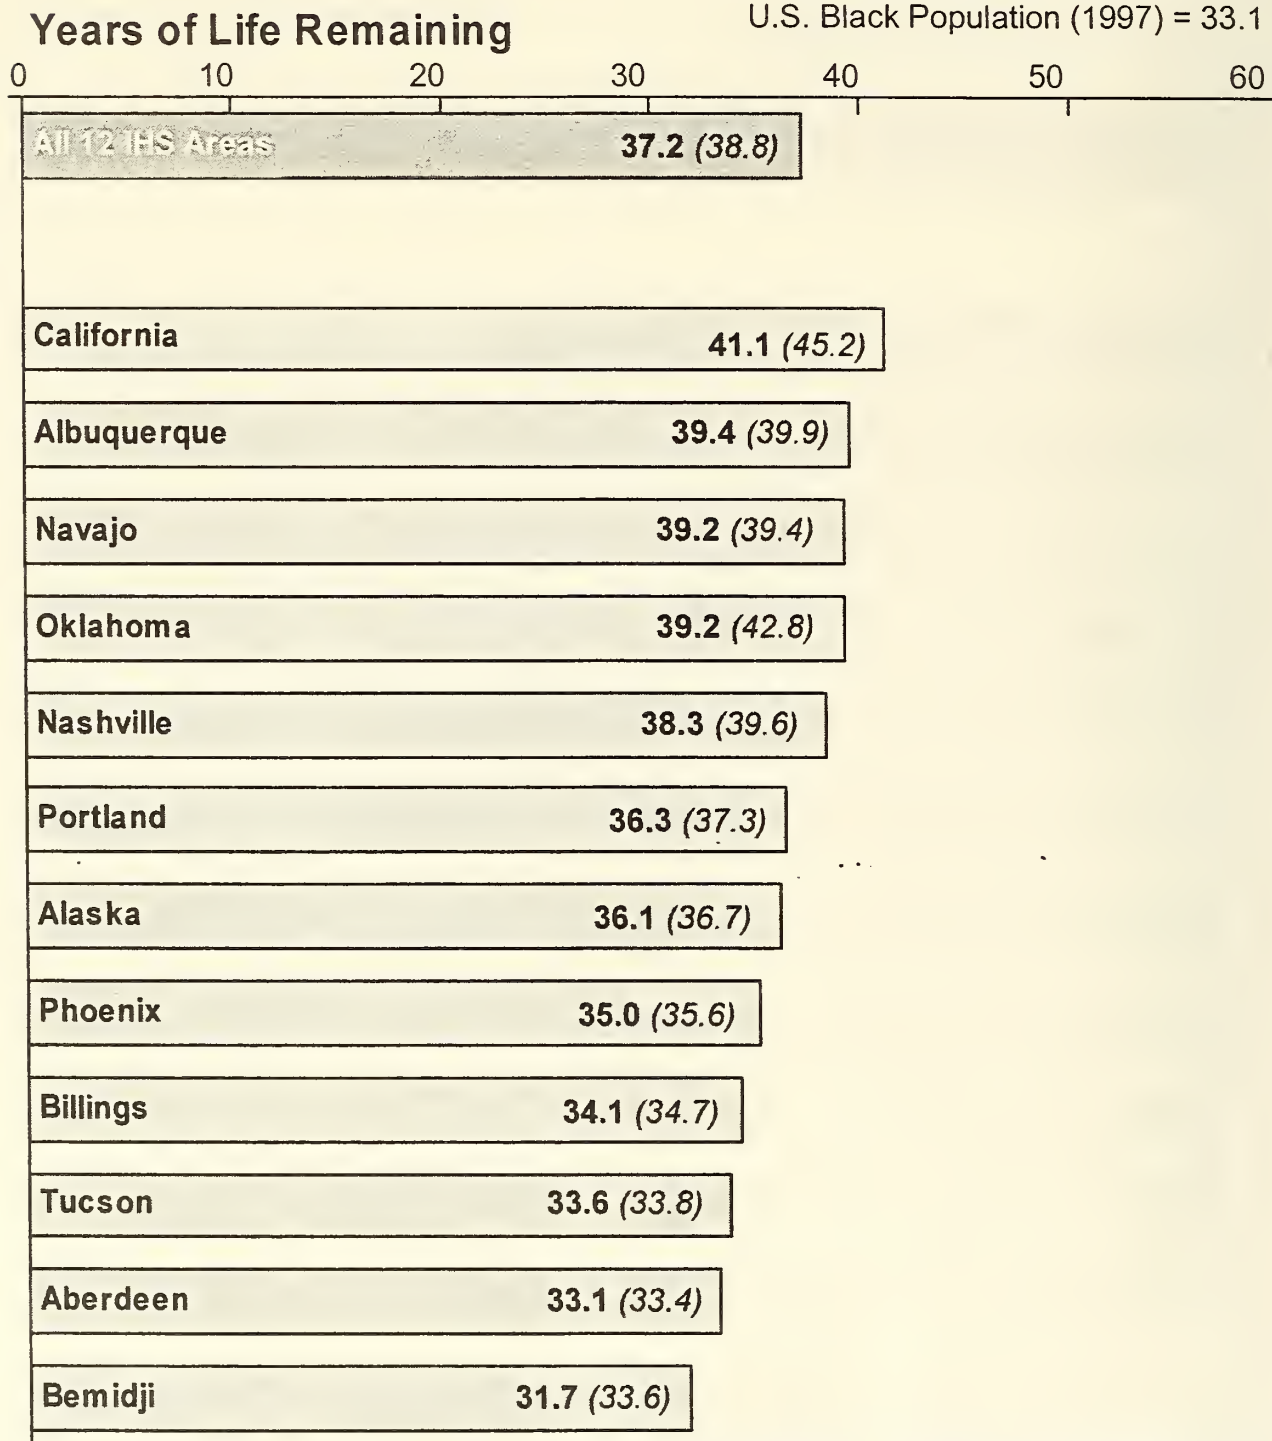 U.S. Black Population (1997) = 33.1
Years of Life Remaining
0 10 20 30 40 50 60
All 12 IHS Areas 37.2 (38.8)
California 41.1 (45.2)
Albuquerque 39.4 (39.9)
Navajo 39.2 (39.4)
Oklahoma 39.2 (42.8)
Nashville 38.3 (39.6)
Portland 36.3 (37.3)
Alaska 36.1 (36.7)
Phoenix 35.0 (35.6)
Billings 34.1 (34.7)
Tucson 33.6 (33.8)
Aberdeen 33.1 (33.4)
Bemidji 31.7 (33.6)